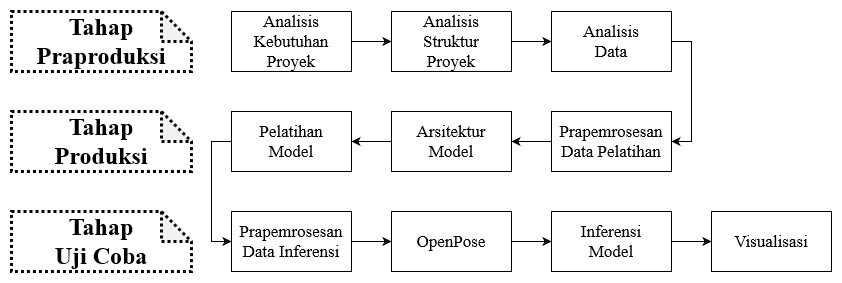 Tahap
Praproduksi
Analisis
Kebutuhan
Proyek
Analisis
Struktur
Proyek
Analisis
Data
Tahap
Produksi
Pelatihan
Model
Arsitektur
Model
Prapemrosesan
Data Pelatihan
Tahap
Uji Coba
Prapemrosesan
Data Inferensi
OpenPose
Inferensi
Model
Visualisasi